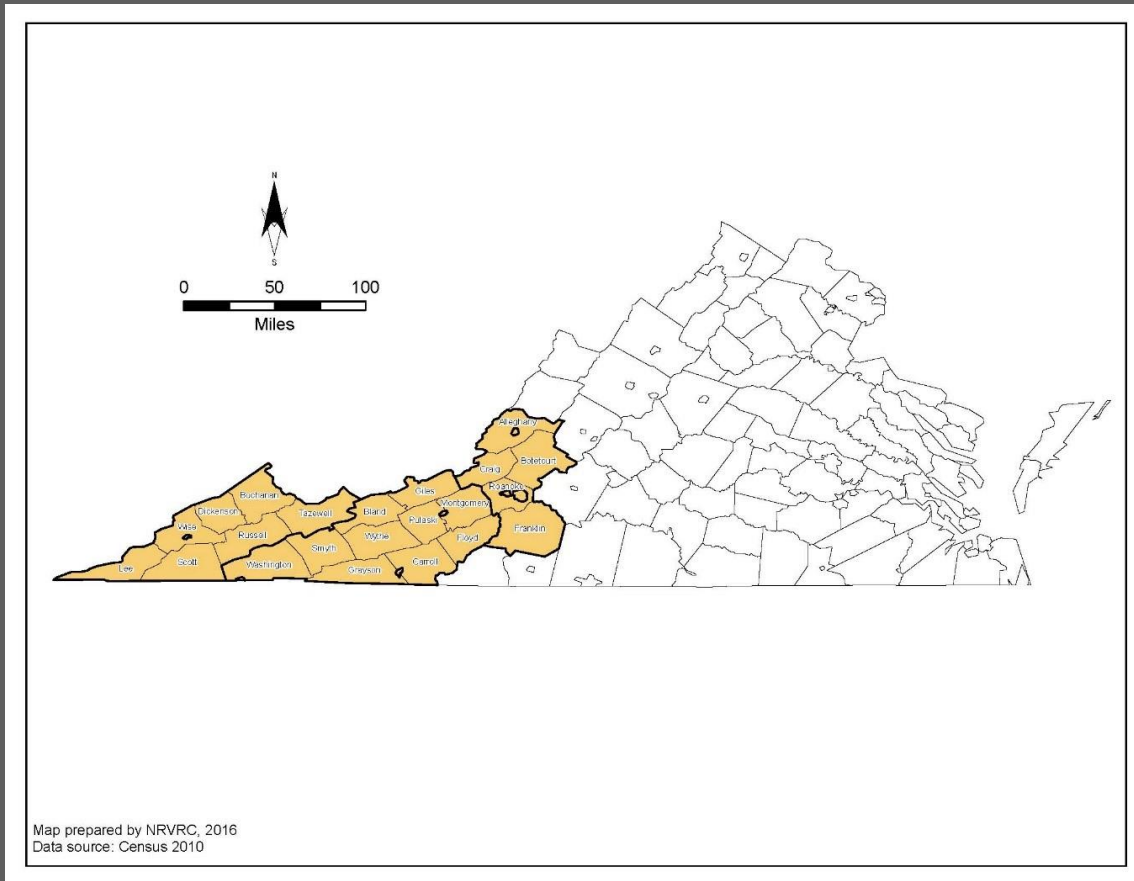 N
S
0 50 100
Miles
Alleghany
Botetourt
Craig
Roanoke
Giles
Buchanan
Montgomery
Dickenson
Tazewell
Bland
Pulaski
Franklin
Wise
Russell
Wythe
Floyd
Smyth
Scott
Washington
Carroll
Lee
Grayson
Map prepared by NRVRC, 2016
Data source: Census 2010